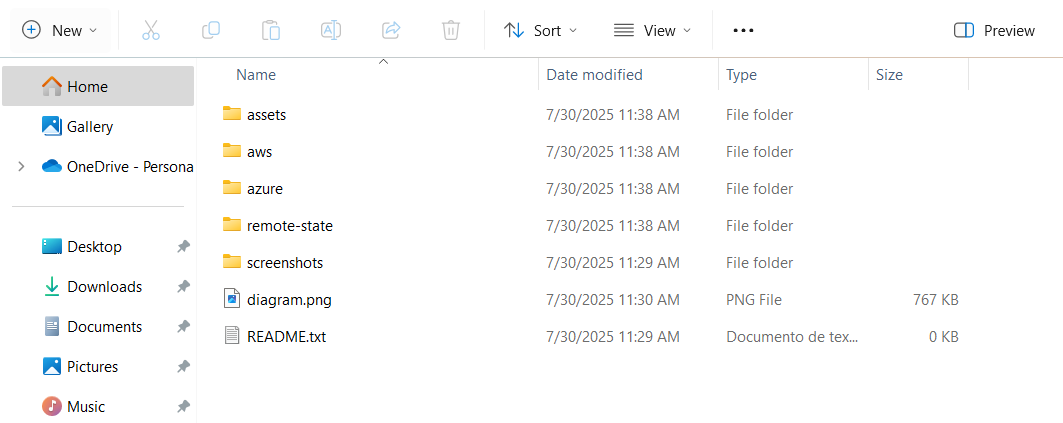 New Sort View ••• Preview
Name Date modified Type Size
Home
Gallery
OneDrive - Persona
Desktop
Downloads
Documents
Pictures
Music
assets 7/30/2025 11:38 AM File folder
aws 7/30/2025 11:38 AM File folder
azure 7/30/2025 11:38 AM File folder
remote-state 7/30/2025 11:38 AM File folder
screenshots 7/30/2025 11:29 AM File folder
diagram.png 7/30/2025 11:30 AM PNG File 767 KB
README.txt 7/30/2025 11:29 AM Documento de tex... 0 KB